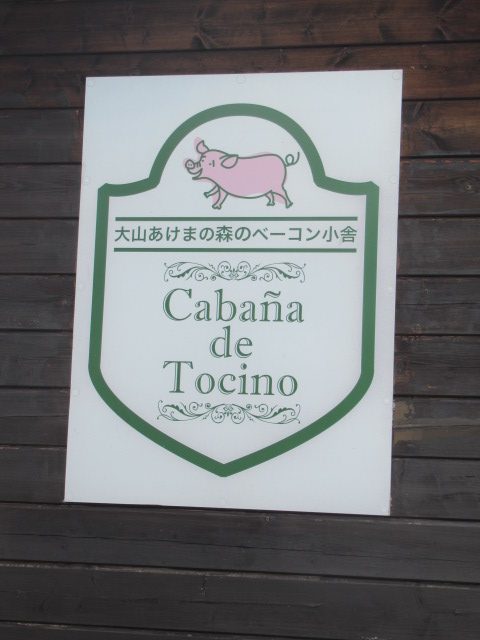 大山あけまの森のベーコン小舎
Cabaña
de
Tocino